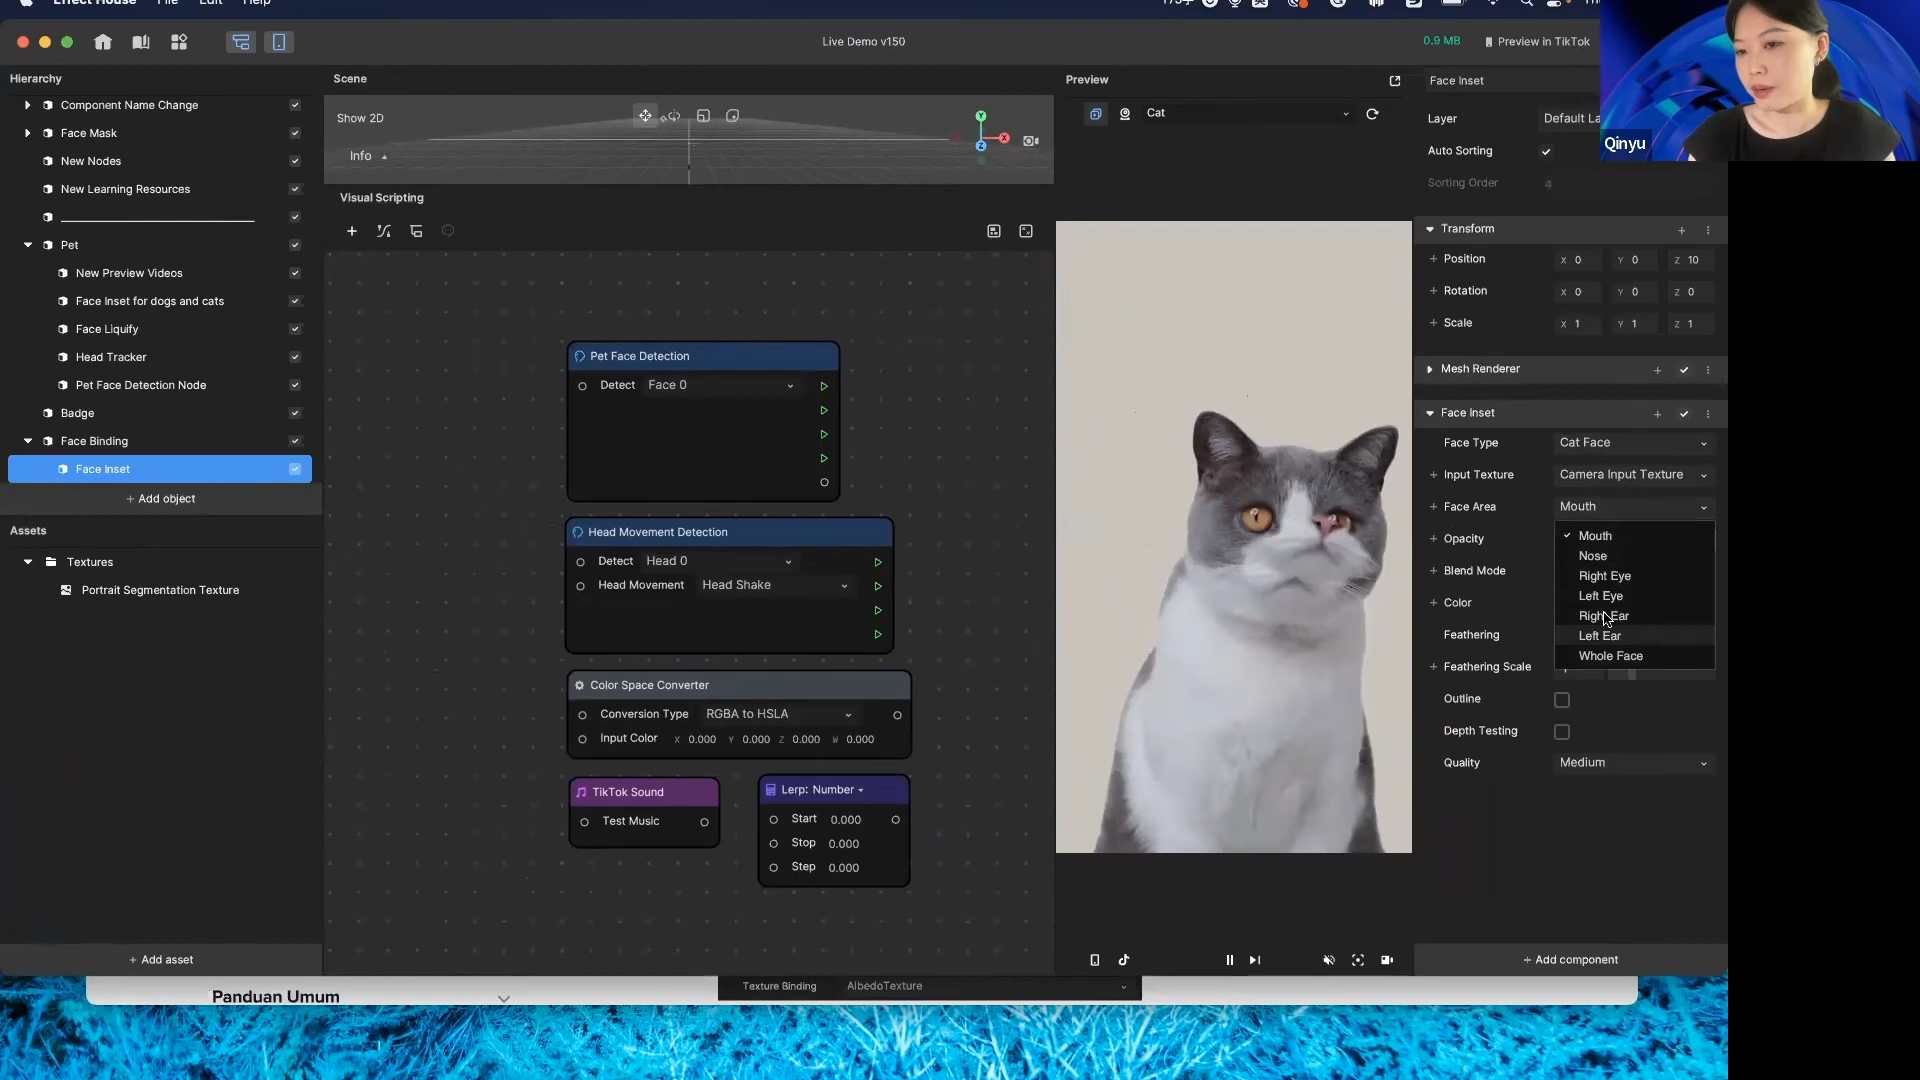 Effect House File Edit Help
Live Demo v150
0.9 MB
Preview in TikTok
Qinyu
Hierarchy
Component Name Change
Face Mask
New Nodes
New Learning Resources
Pet
New Preview Videos
Face Inset for dogs and cats
Face Liquify
Head Tracker
Pet Face Detection Node
Badge
Face Binding
Face Inset
+ Add object
Assets
Textures
Portrait Segmentation Texture
+ Add asset
Scene
Show 2D
Info
Y
X
Z
Visual Scripting
Pet Face Detection
Detect Face 0
Head Movement Detection
Detect Head 0
Head Movement Head Shake
Color Space Converter
Conversion Type RGBA to HSLA
Input Color X 0.000 Y 0.000 Z 0.000 W 0.000
TikTok Sound
Test Music
Lerp: Number
Start 0.000
Stop 0.000
Step 0.000
Preview
Cat
Face Inset
Layer Default La
Auto Sorting
Sorting Order 4
Transform
Position X 0 Y 0 Z 10
Rotation X 0 Y 0 Z 0
Scale X 1 Y 1 Z 1
Mesh Renderer
Face Inset
Face Type Cat Face
Input Texture Camera Input Texture
Face Area Mouth
Opacity
Blend Mode
Color
Feathering
Feathering Scale
Outline
Depth Testing
Quality Medium
Mouth
Nose
Right Eye
Left Eye
Right Ear
Left Ear
Whole Face
+ Add component
Panduan Umum
Texture Binding AlbedoTexture